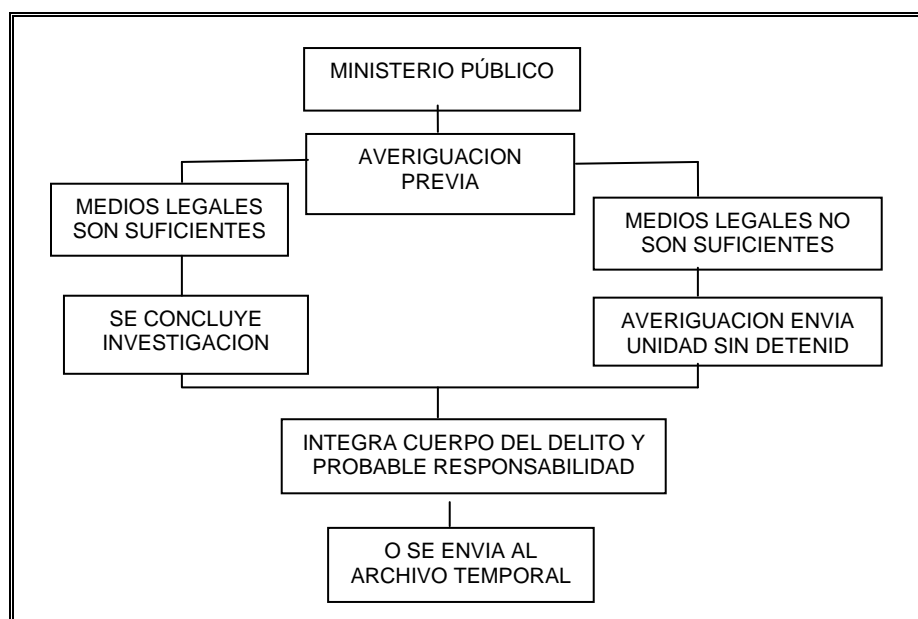 MINISTERIO PÚBLICO
AVERIGUACION
PREVIA
MEDIOS LEGALES
SON SUFICIENTES
MEDIOS LEGALES NO
SON SUFICIENTES
SE CONCLUYE
INVESTIGACION
AVERIGUACION ENVIA
UNIDAD SIN DETENID
INTEGRA CUERPO DEL DELITO Y
PROBABLE RESPONSABILIDAD
O SE ENVIA AL
ARCHIVO TEMPORAL